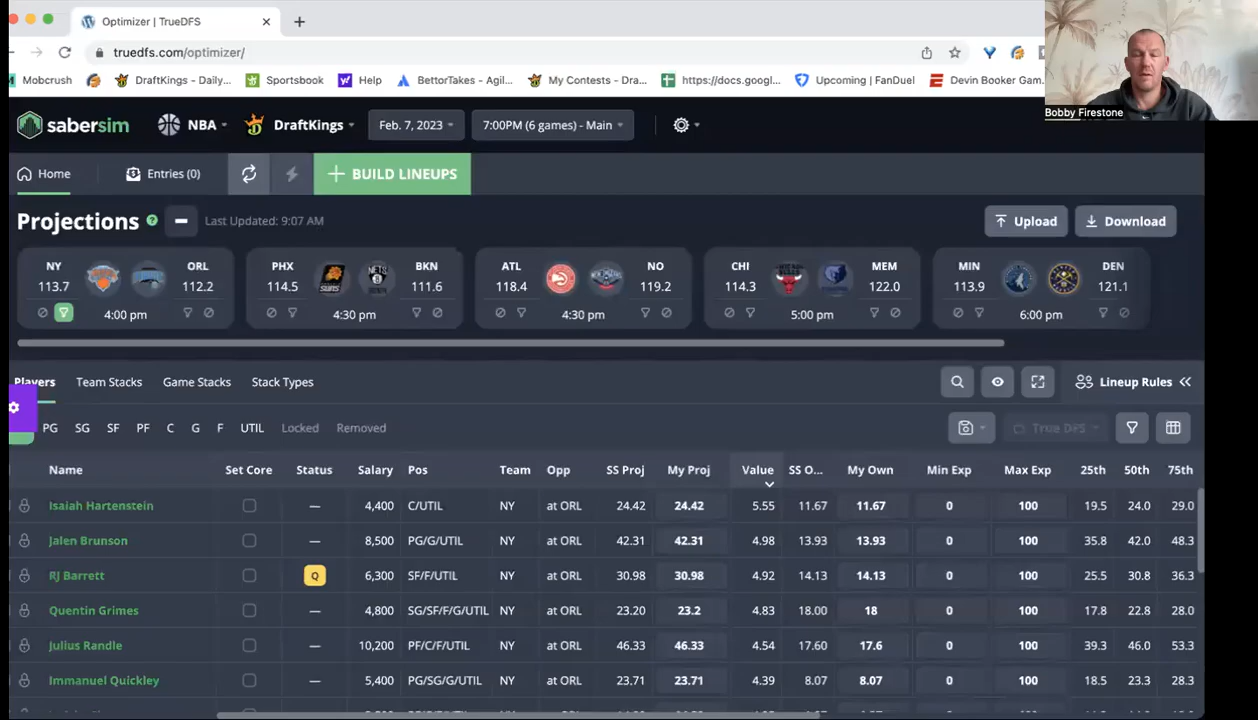 Optimizer | TrueDFS
truedfs.com/optimizer/
Mobcrush DraftKings - Daily... Sportsbook Help BettorTakes - Agil... My Contests - Dra... https://docs.googl... Upcoming | FanDuel Devin Booker Gam.
Bobby Firestone
sabersim NBA DraftKings Feb. 7, 2023 7:00PM (6 games) - Main
Home Entries (0) BUILD LINEUPS
Projections Last Updated: 9:07 AM Upload Download
NY ORL PHX BKN ATL NO CHI MEM MIN DEN
113.7 112.2 114.5 111.6 118.4 119.2 114.3 122.0 113.9 121.1
4:00 pm 4:30 pm 4:30 pm 5:00 pm 6:00 pm
Players Team Stacks Game Stacks Stack Types Lineup Rules
PG SG SF PF C G F UTIL Locked Removed True DFS
Name Set Core Status Salary Pos Team Opp SS Proj My Proj Value SS O... My Own Min Exp Max Exp 25th 50th 75th
Isaiah Hartenstein — 4,400 C/UTIL NY at ORL 24.42 24.42 5.55 11.67 11.67 0 100 19.5 24.0 29.0
Jalen Brunson — 8,500 PG/G/UTIL NY at ORL 42.31 42.31 4.98 13.93 13.93 0 100 35.8 42.0 48.3
RJ Barrett Q 6,300 SF/F/UTIL NY at ORL 30.98 30.98 4.92 14.13 14.13 0 100 25.5 30.8 36.3
Quentin Grimes — 4,800 SG/SF/F/G/UTIL NY at ORL 23.20 23.2 4.83 18.00 18 0 100 17.8 22.8 28.0
Julius Randle — 10,200 PF/C/F/UTIL NY at ORL 46.33 46.33 4.54 17.60 17.6 0 100 39.3 46.0 53.3
Immanuel Quickley — 5,400 PG/SG/G/UTIL NY at ORL 23.71 23.71 4.39 8.07 8.07 0 100 18.5 23.3 28.3